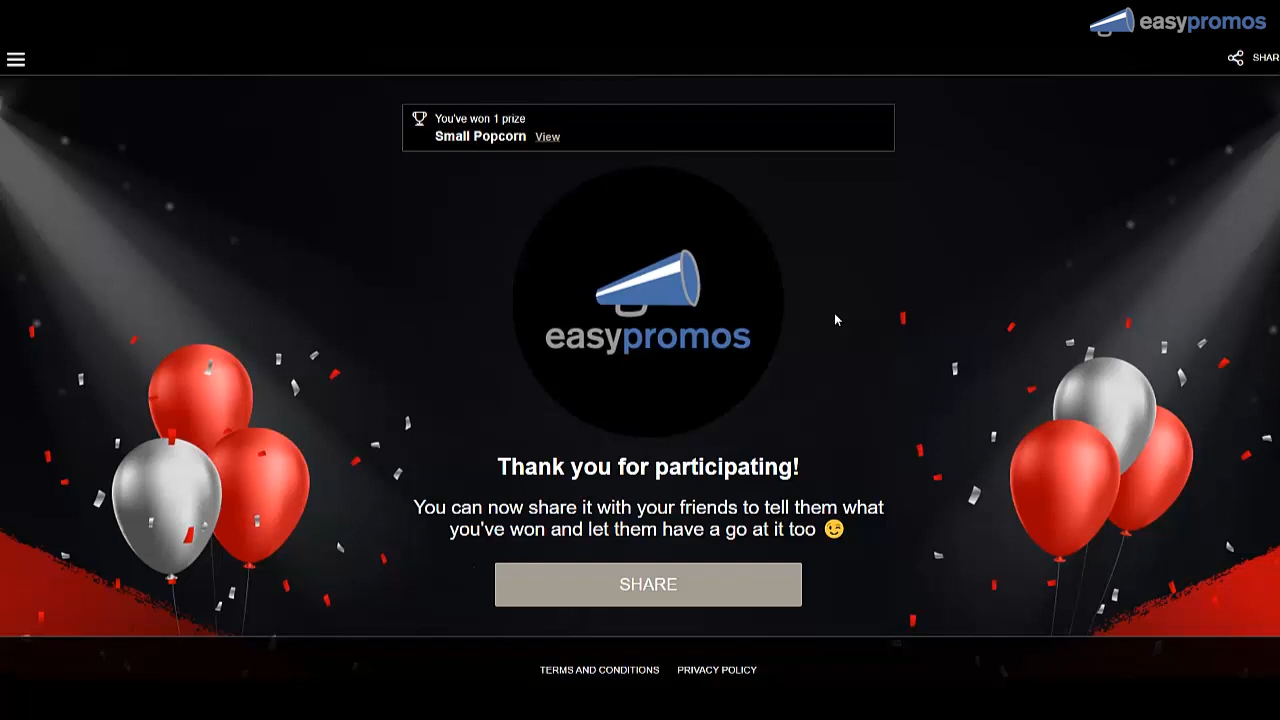 easypromos
SHAR
You've won 1 prize
Small Popcorn View
easypromos
Thank you for participating!
You can now share it with your friends to tell them what
you've won and let them have a go at it too 😉
SHARE
TERMS AND CONDITIONS PRIVACY POLICY